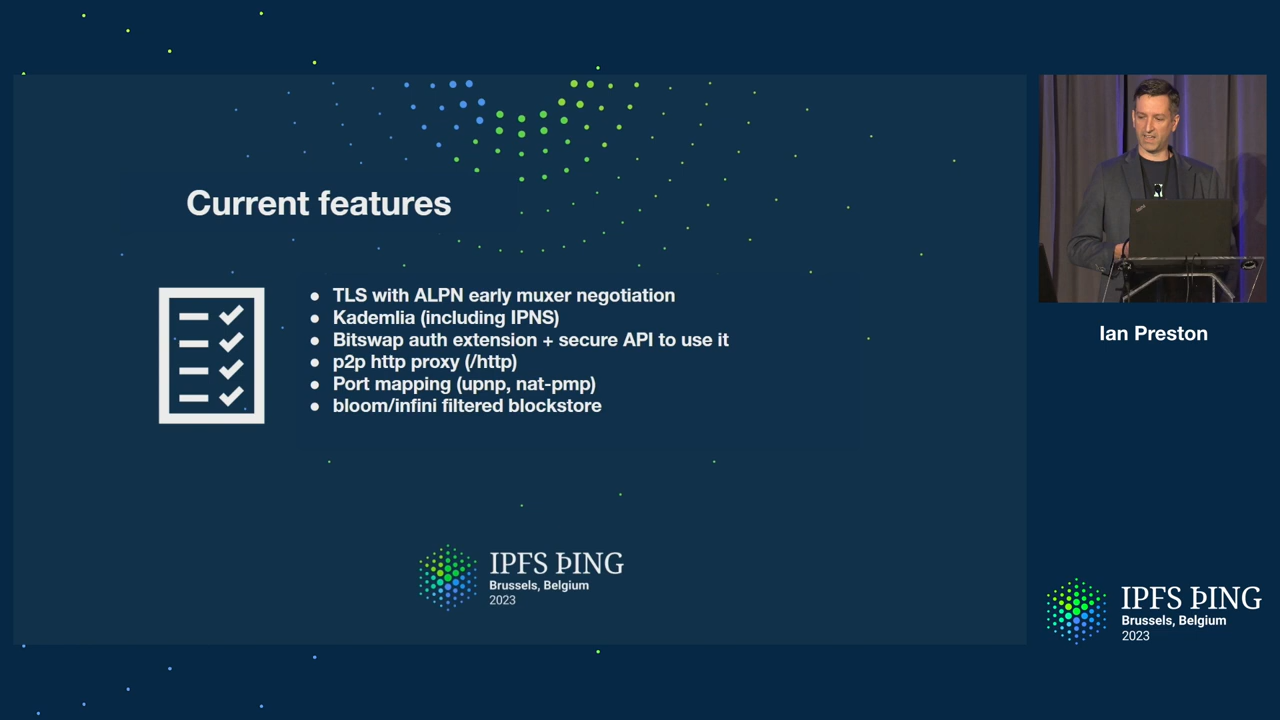 Current features
TLS with ALPN early muxer negotiation
Kademlia (including IPNS)
Bitswap auth extension + secure API to use it
p2p http proxy (/http)
Port mapping (upnp, nat-pmp)
bloom/infini filtered blockstore
IPFS ÞING
Brussels, Belgium
2023
Ian Preston
IPFS ÞING
Brussels, Belgium
2023